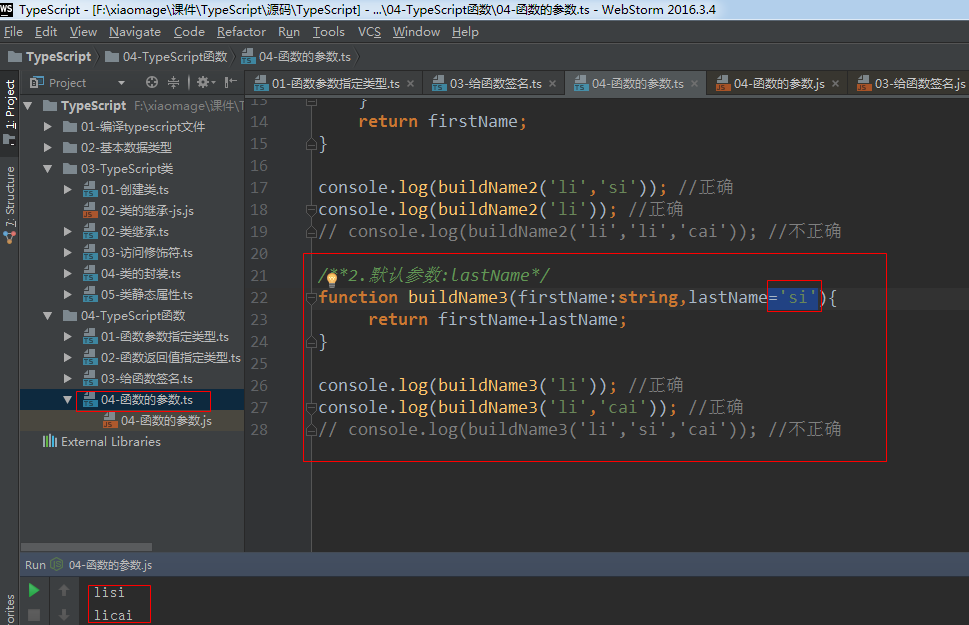 TypeScript - [F:\xiaomage\课件\TypeScript\源码\TypeScript] - ...\04-TypeScript函数\04-函数的参数.ts - WebStorm 2016.3.4
File Edit View Navigate Code Refactor Run Tools VCS Window Help
TypeScript 04-TypeScript函数 04-函数的参数.ts
Project
01-函数参数指定类型.ts 03-给函数签名.ts 04-函数的参数.ts 04-函数的参数.js 03-给函数签名.js
1: Project
7: Structure
TypeScript F:\xiaomage\课件\T
01-编译typescript文件
02-基本数据类型
03-TypeScript类
01-创建类.ts
02-类的继承-js.js
02-类继承.ts
03-访问修饰符.ts
04-类的封装.ts
05-类静态属性.ts
04-TypeScript函数
01-函数参数指定类型.ts
02-函数返回值指定类型.ts
03-给函数签名.ts
04-函数的参数.ts
04-函数的参数.js
External Libraries
13 }
14 return firstName;
15 }
16
17 console.log(buildName2('li','si')); //正确
18 console.log(buildName2('li')); //正确
19 // console.log(buildName2('li','li','cai')); //不正确
20
21 /**2.默认参数:lastName*/
22 function buildName3(firstName:string,lastName='si'){
23 return firstName+lastName;
24 }
25
26 console.log(buildName3('li')); //正确
27 console.log(buildName3('li','cai')); //正确
28 // console.log(buildName3('li','si','cai')); //不正确
Run 04-函数的参数.js
lisi
licai